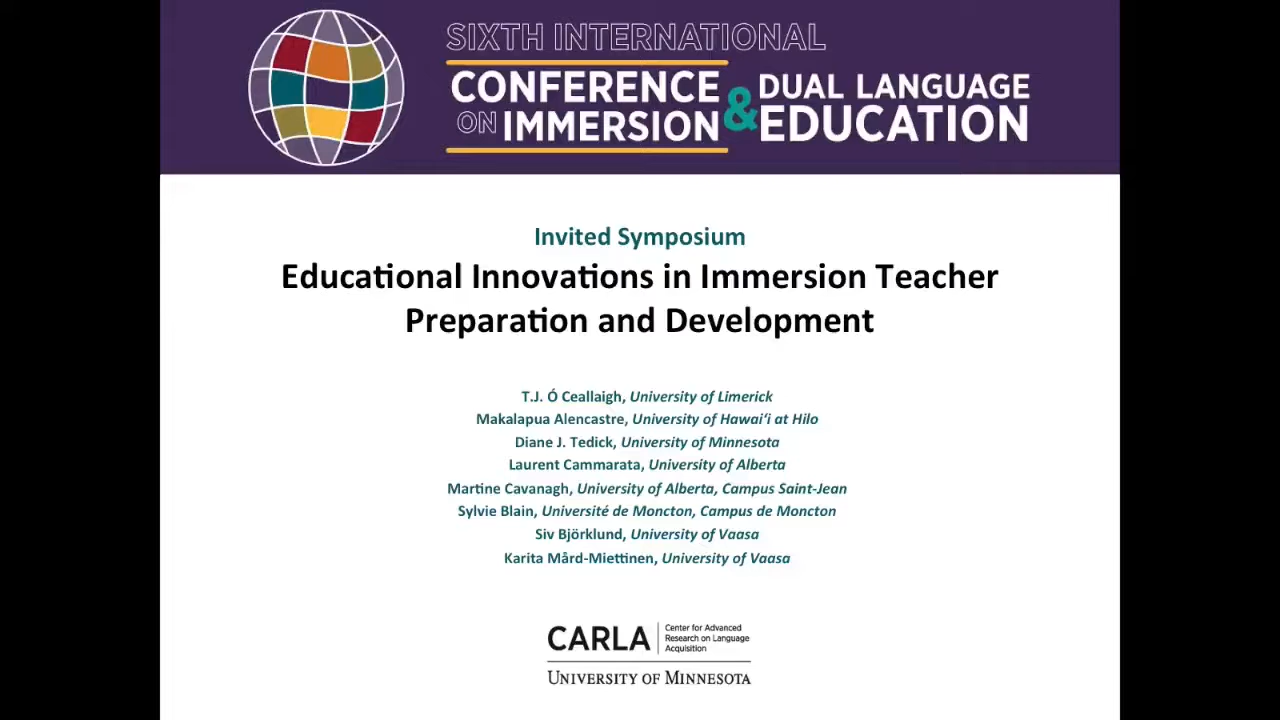 SIXTH INTERNATIONAL
CONFERENCE
ON IMMERSION
&
DUAL LANGUAGE
EDUCATION
Invited Symposium
Educational Innovations in Immersion Teacher
Preparation and Development
T.J. Ó Ceallaigh, University of Limerick
Makalapua Alencastre, University of Hawai‘i at Hilo
Diane J. Tedick, University of Minnesota
Laurent Cammarata, University of Alberta
Martine Cavanagh, University of Alberta, Campus Saint-Jean
Sylvie Blain, Université de Moncton, Campus de Moncton
Siv Björklund, University of Vaasa
Karita Mård-Miettinen, University of Vaasa
CARLA
Center for Advanced
Research on Language
Acquisition
UNIVERSITY OF MINNESOTA